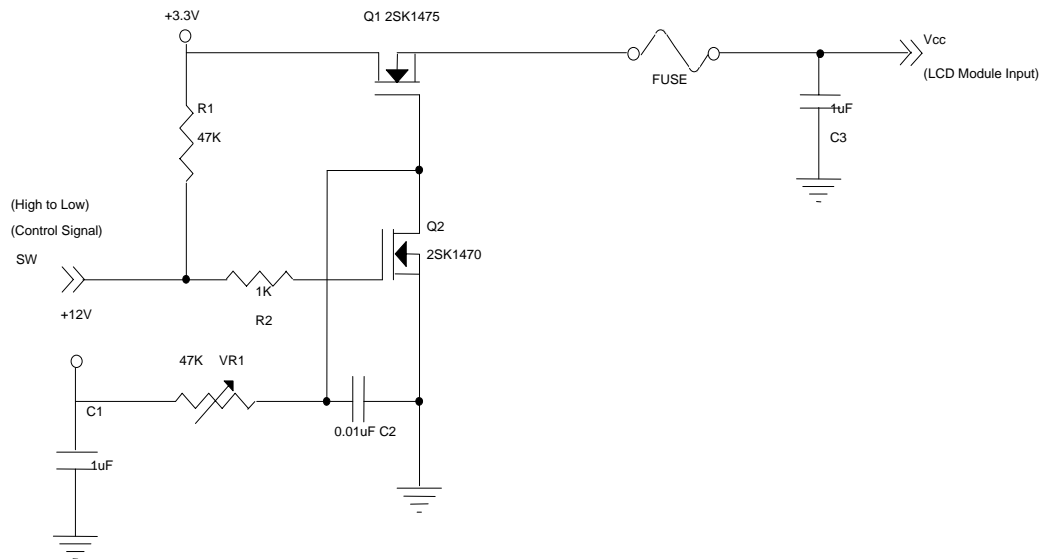 +3.3V
Q1 2SK1475
Vcc
(LCD Module Input)
FUSE
R1
47K
1uF
C3
(High to Low)
(Control Signal)
SW
Q2
2SK1470
1K
R2
+12V
47K VR1
C1
0.01uF C2
1uF